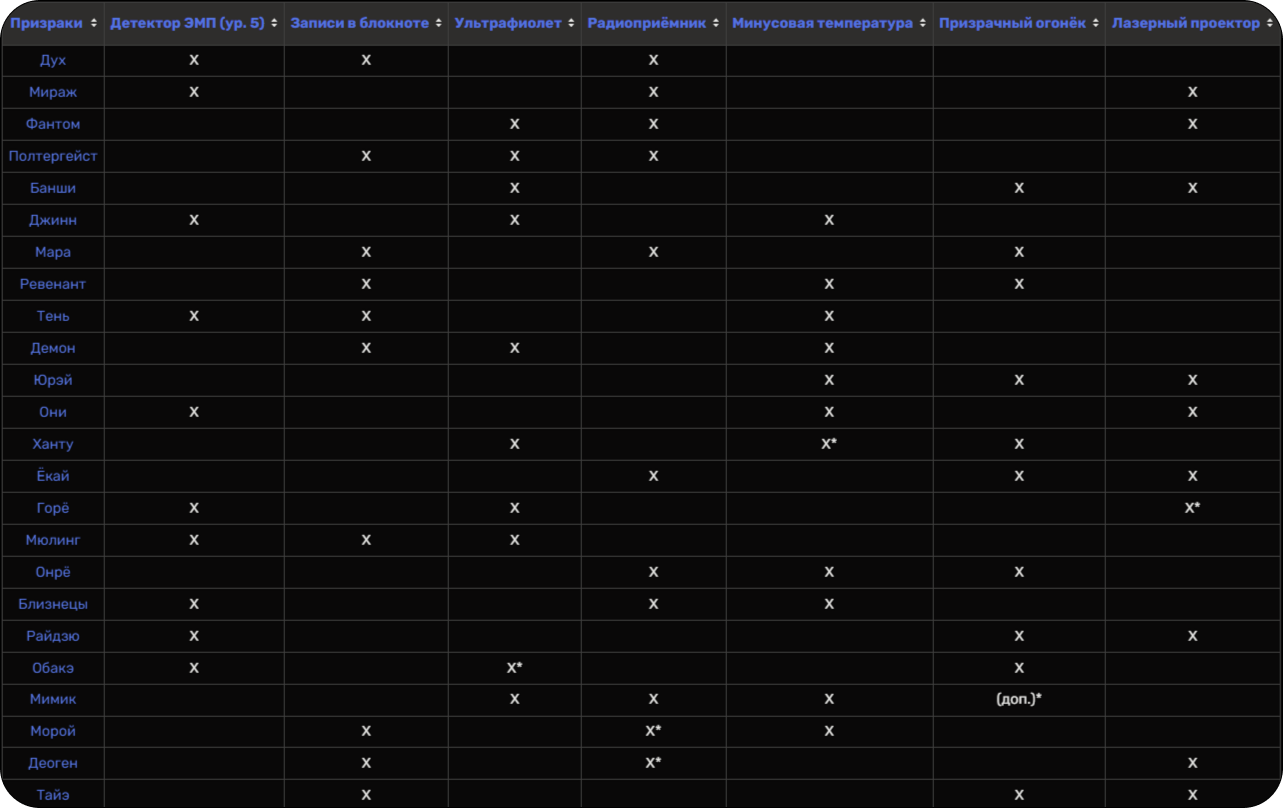 Призраки Детектор ЭМП (ур. 5) Записи в блокноте Ультрафиолет Радиоприёмник Минусовая температура Призрачный огонёк Лазерный проектор
Дух X X X
Мираж X X X
Фантом X X X
Полтергейст X X X
Банши X X X
Джинн X X X
Мара X X X
Ревенант X X X
Тень X X X
Демон X X X
Юрэй X X X
Они X X X
Ханту X X* X
Ёкай X X X
Горё X X X*
Мюлинг X X X
Онрё X X X
Близнецы X X X
Райдзю X X X
Обакэ X X* X
Мимик X X X (доп.)*
Морой X X* X
Деоген X X* X
Тайэ X X X